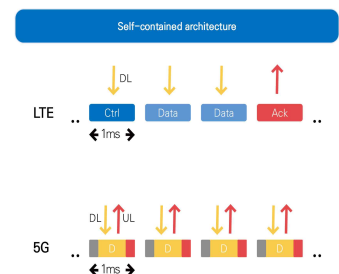 Self-contained architecture
DL
LTE .. Ctrl Data Data Ack ..
1ms
DL UL
5G .. D D D D ..
1ms